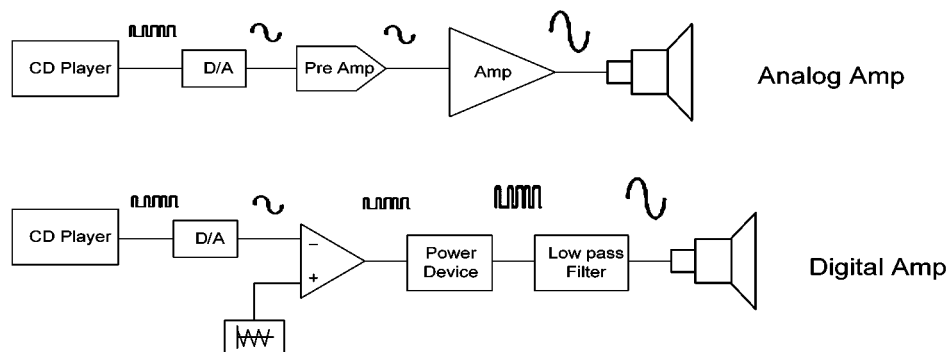 CD Player
D/A
Pre Amp
Amp
Analog Amp
CD Player
D/A
−
+
Power
Device
Low pass
Filter
Digital Amp